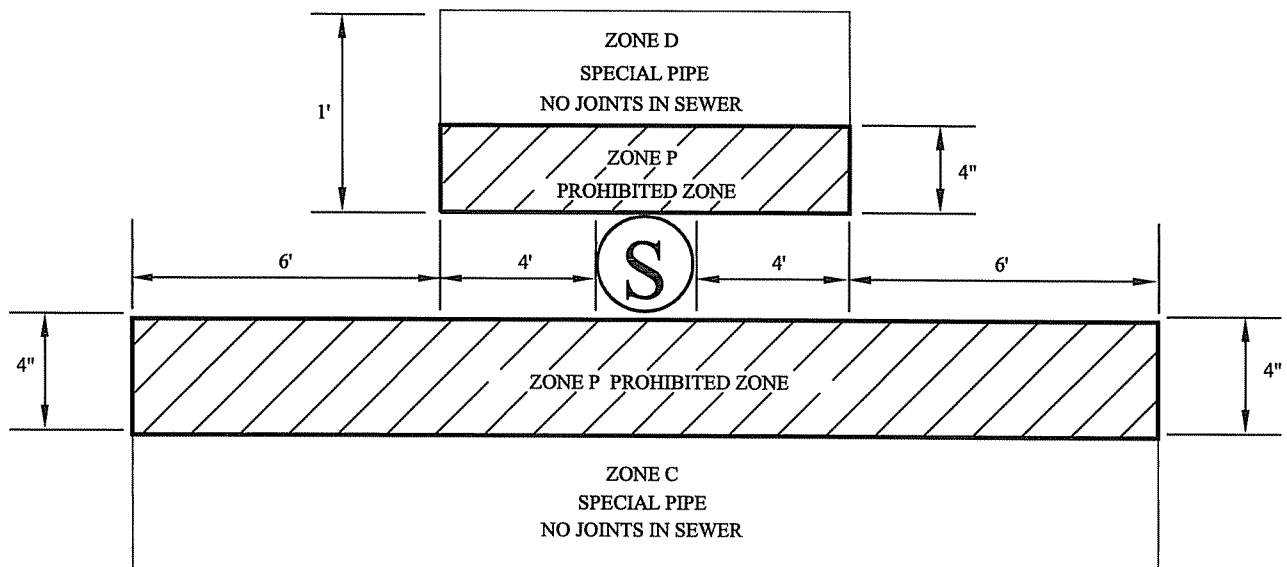 ZONE D
SPECIAL PIPE
NO JOINTS IN SEWER
1'
ZONE P
PROHIBITED ZONE
4"
6'
4'
S
4'
6'
4"
ZONE P PROHIBITED ZONE
4"
ZONE C
SPECIAL PIPE
NO JOINTS IN SEWER